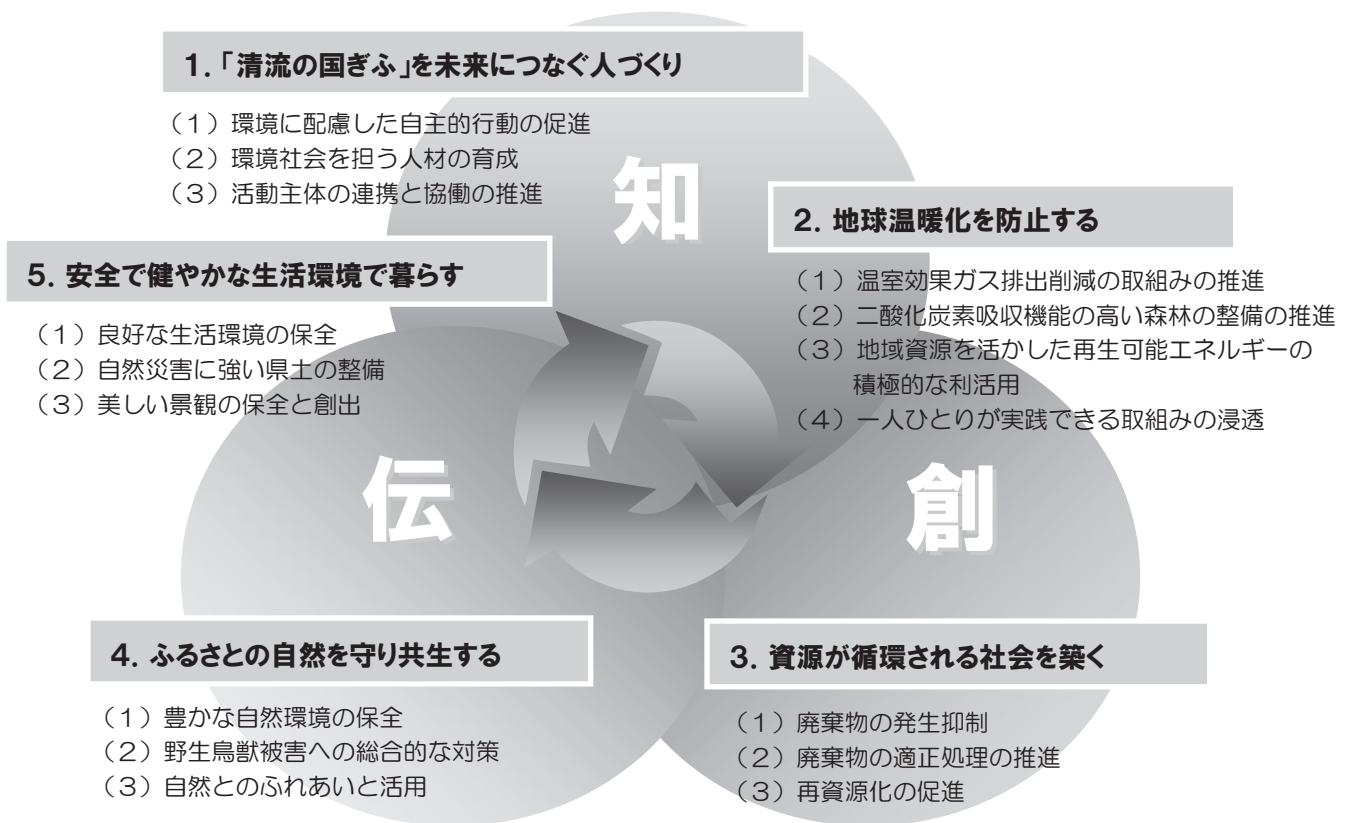 1.「清流の国ぎふ」を未来につなぐ人づくり
（1）環境に配慮した自主的行動の促進
（2）環境社会を担う人材の育成
（3）活動主体の連携と協働の推進
知
2. 地球温暖化を防止する
（1）温室効果ガス排出削減の取組みの推進
（2）二酸化炭素吸収機能の高い森林の整備の推進
（3）地域資源を活かした再生可能エネルギーの
積極的な利活用
（4）一人ひとりが実践できる取組みの浸透
5. 安全で健やかな生活環境で暮らす
（1）良好な生活環境の保全
（2）自然災害に強い県土の整備
（3）美しい景観の保全と創出
伝
創
4. ふるさとの自然を守り共生する
（1）豊かな自然環境の保全
（2）野生鳥獣被害への総合的な対策
（3）自然とのふれあいと活用
3. 資源が循環される社会を築く
（1）廃棄物の発生抑制
（2）廃棄物の適正処理の推進
（3）再資源化の促進